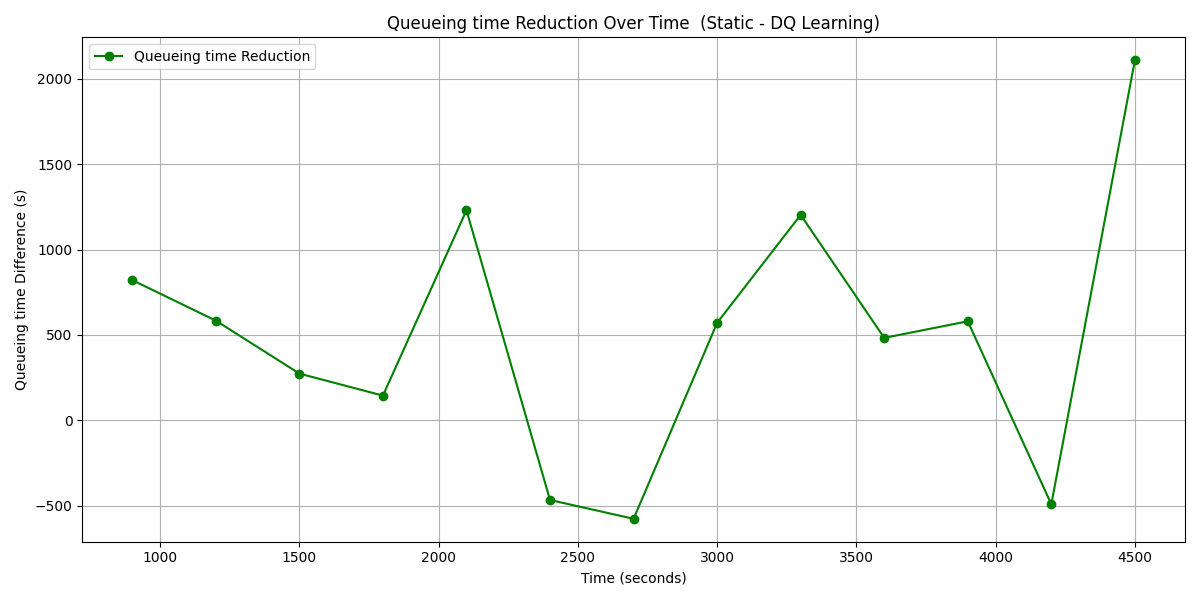 Queueing time Reduction Over Time  (Static - DQ Learning)
Queueing time Reduction
Queueing time Difference (s)
2000
1500
1000
500
0
−500
1000 1500 2000 2500 3000 3500 4000 4500
Time (seconds)